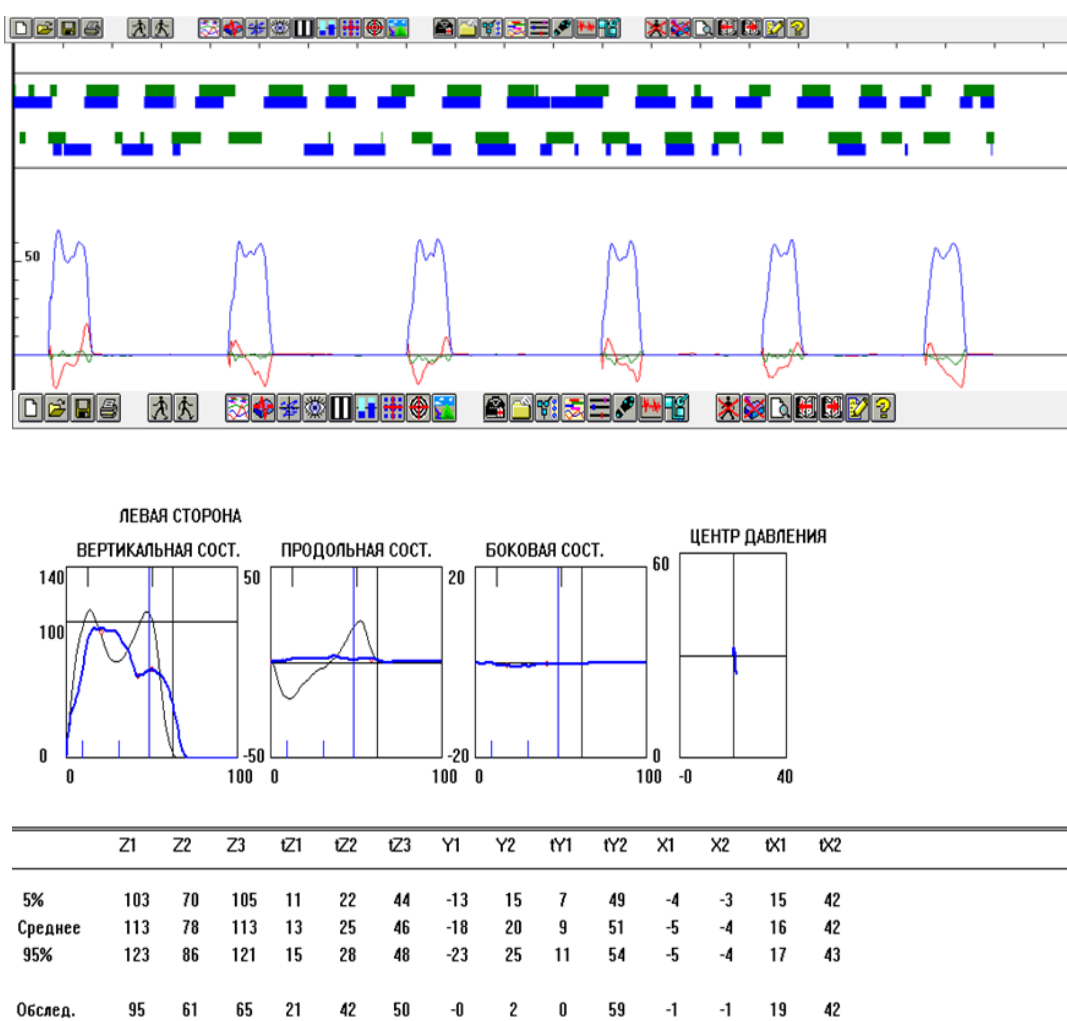 50
ЛЕВАЯ СТОРОНА
ВЕРТИКАЛЬНАЯ СОСТ. ПРОДОЛЬНАЯ СОСТ. БОКОВАЯ СОСТ. ЦЕНТР ДАВЛЕНИЯ
140 50 20 60
100
0 -50 -20 0
0 100 0 100 0 100 -0 40
Z1 Z2 Z3 tZ1 tZ2 tZ3 Y1 Y2 tY1 tY2 X1 X2 tX1 tX2
5% 103 70 105 11 22 44 -13 15 7 49 -4 -3 15 42
Среднее 113 78 113 13 25 46 -18 20 9 51 -5 -4 16 42
95% 123 86 121 15 28 48 -23 25 11 54 -5 -4 17 43
Обслед. 95 61 65 21 42 50 -0 2 0 59 -1 -1 19 42